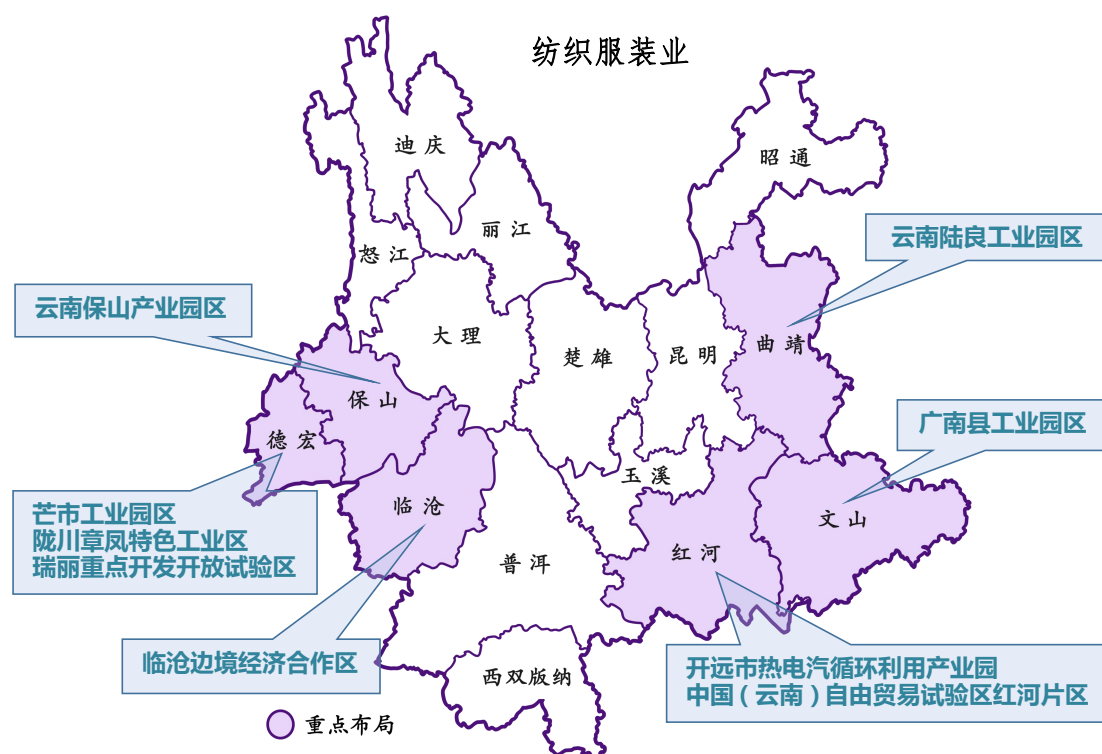 纺织服装业
迪庆
昭通
丽江
怒江
云南陆良工业园区
云南保山产业园区
大理
楚雄
昆明
曲靖
保山
德宏
广南县工业园区
玉溪
临沧
文山
芒市工业园区
陇川章凤特色工业区
瑞丽重点开发开放试验区
普洱
红河
临沧边境经济合作区
西双版纳
开远市热电汽循环利用产业园
中国（云南）自由贸易试验区红河片区
重点布局